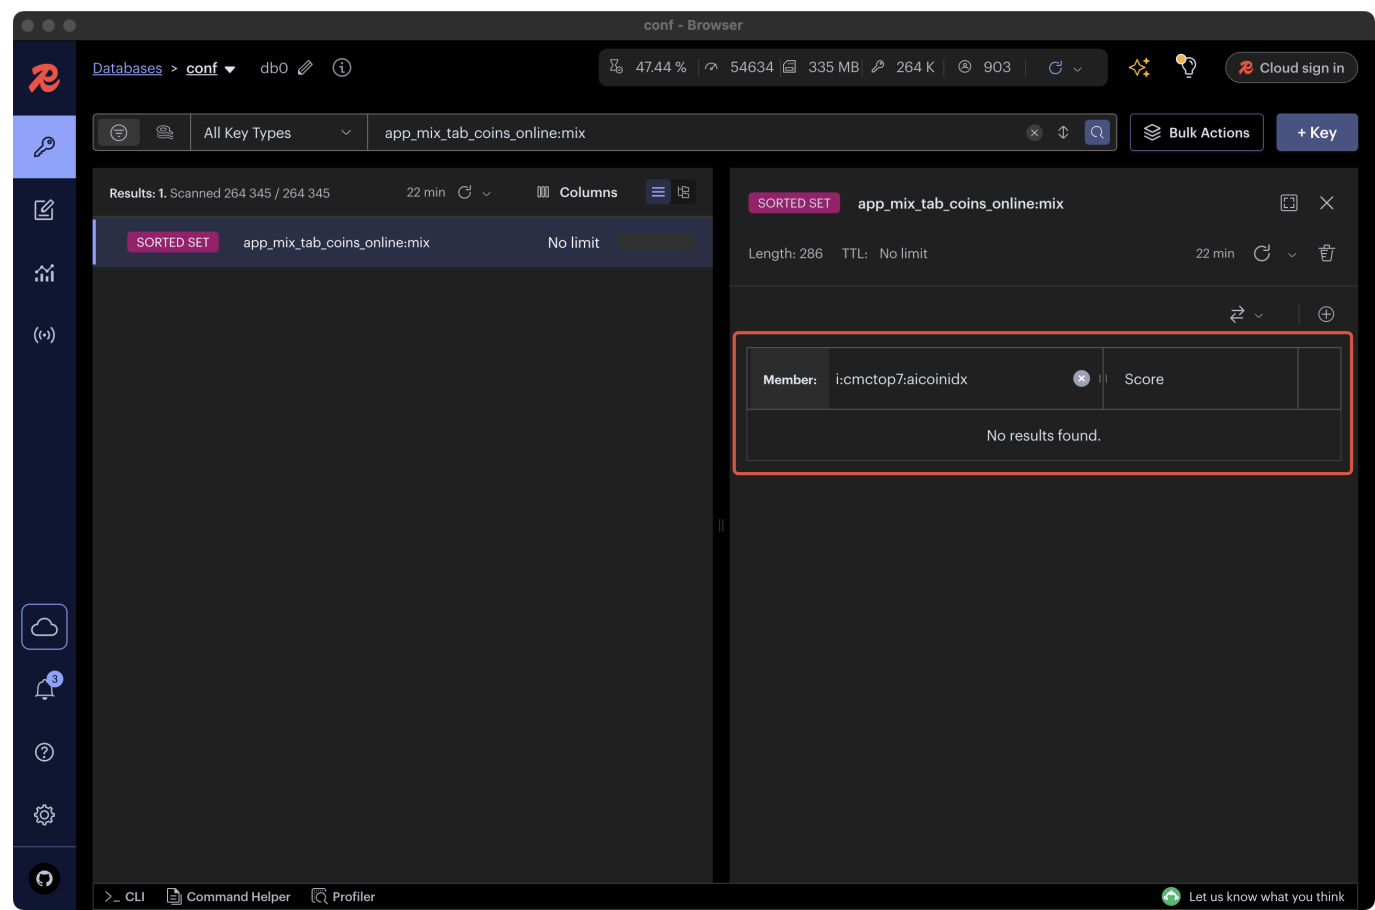 conf - Browser
Databases > conf db0
47.44 % 54634 335 MB 264 K 903
Cloud sign in
All Key Types app_mix_tab_coins_online:mix
Bulk Actions
+ Key
Results: 1. Scanned 264 345 / 264 345 22 min Columns
SORTED SET app_mix_tab_coins_online:mix No limit
SORTED SET app_mix_tab_coins_online:mix
Length: 286 TTL: No limit 22 min
Member: i:cmctop7:aicoinidx Score
No results found.
3
>_ CLI Command Helper Profiler
Let us know what you think